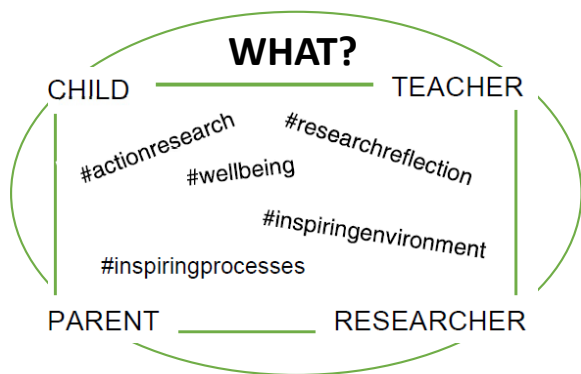 WHAT?
CHILD
TEACHER
#actionresearch
#researchreflection
#wellbeing
#inspiringenvironment
#inspiringprocesses
PARENT
RESEARCHER